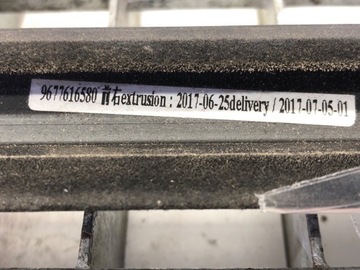 9677616580 前右extrusion : 2017-06-25delivery / 2017-07-05-01